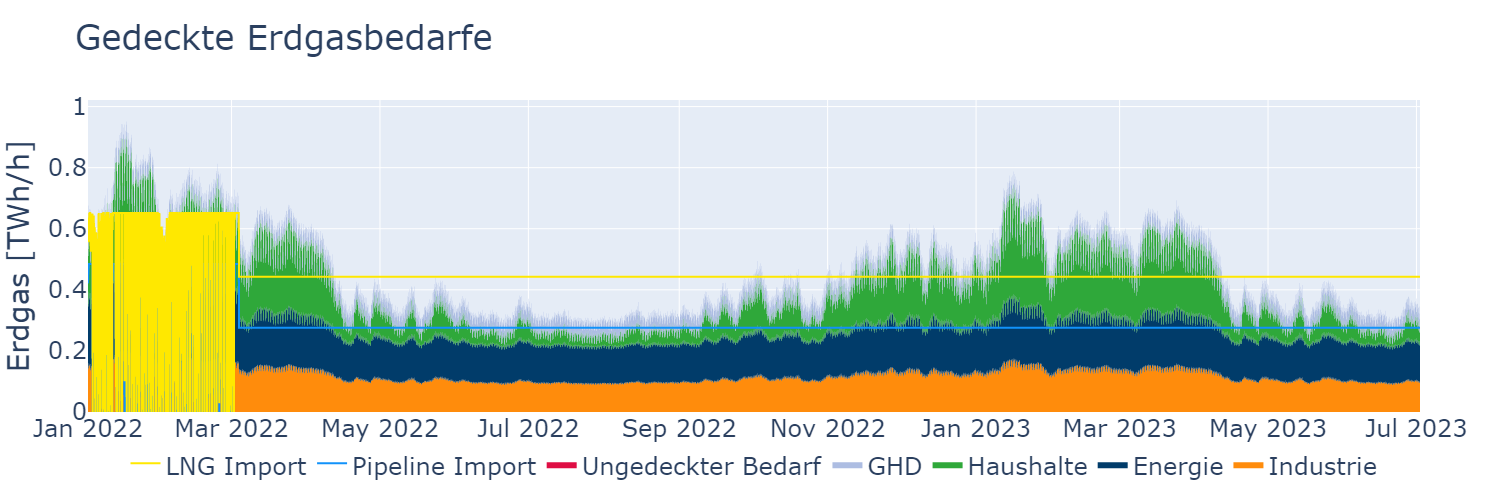 Gedeckte Erdgasbedarfe
Erdgas [TWh/h]
1
0.8
0.6
0.4
0.2
0
Jan 2022 Mar 2022 May 2022 Jul 2022 Sep 2022 Nov 2022 Jan 2023 Mar 2023 May 2023 Jul 2023
LNG Import Pipeline Import Ungedeckter Bedarf GHD Haushalte Energie Industrie